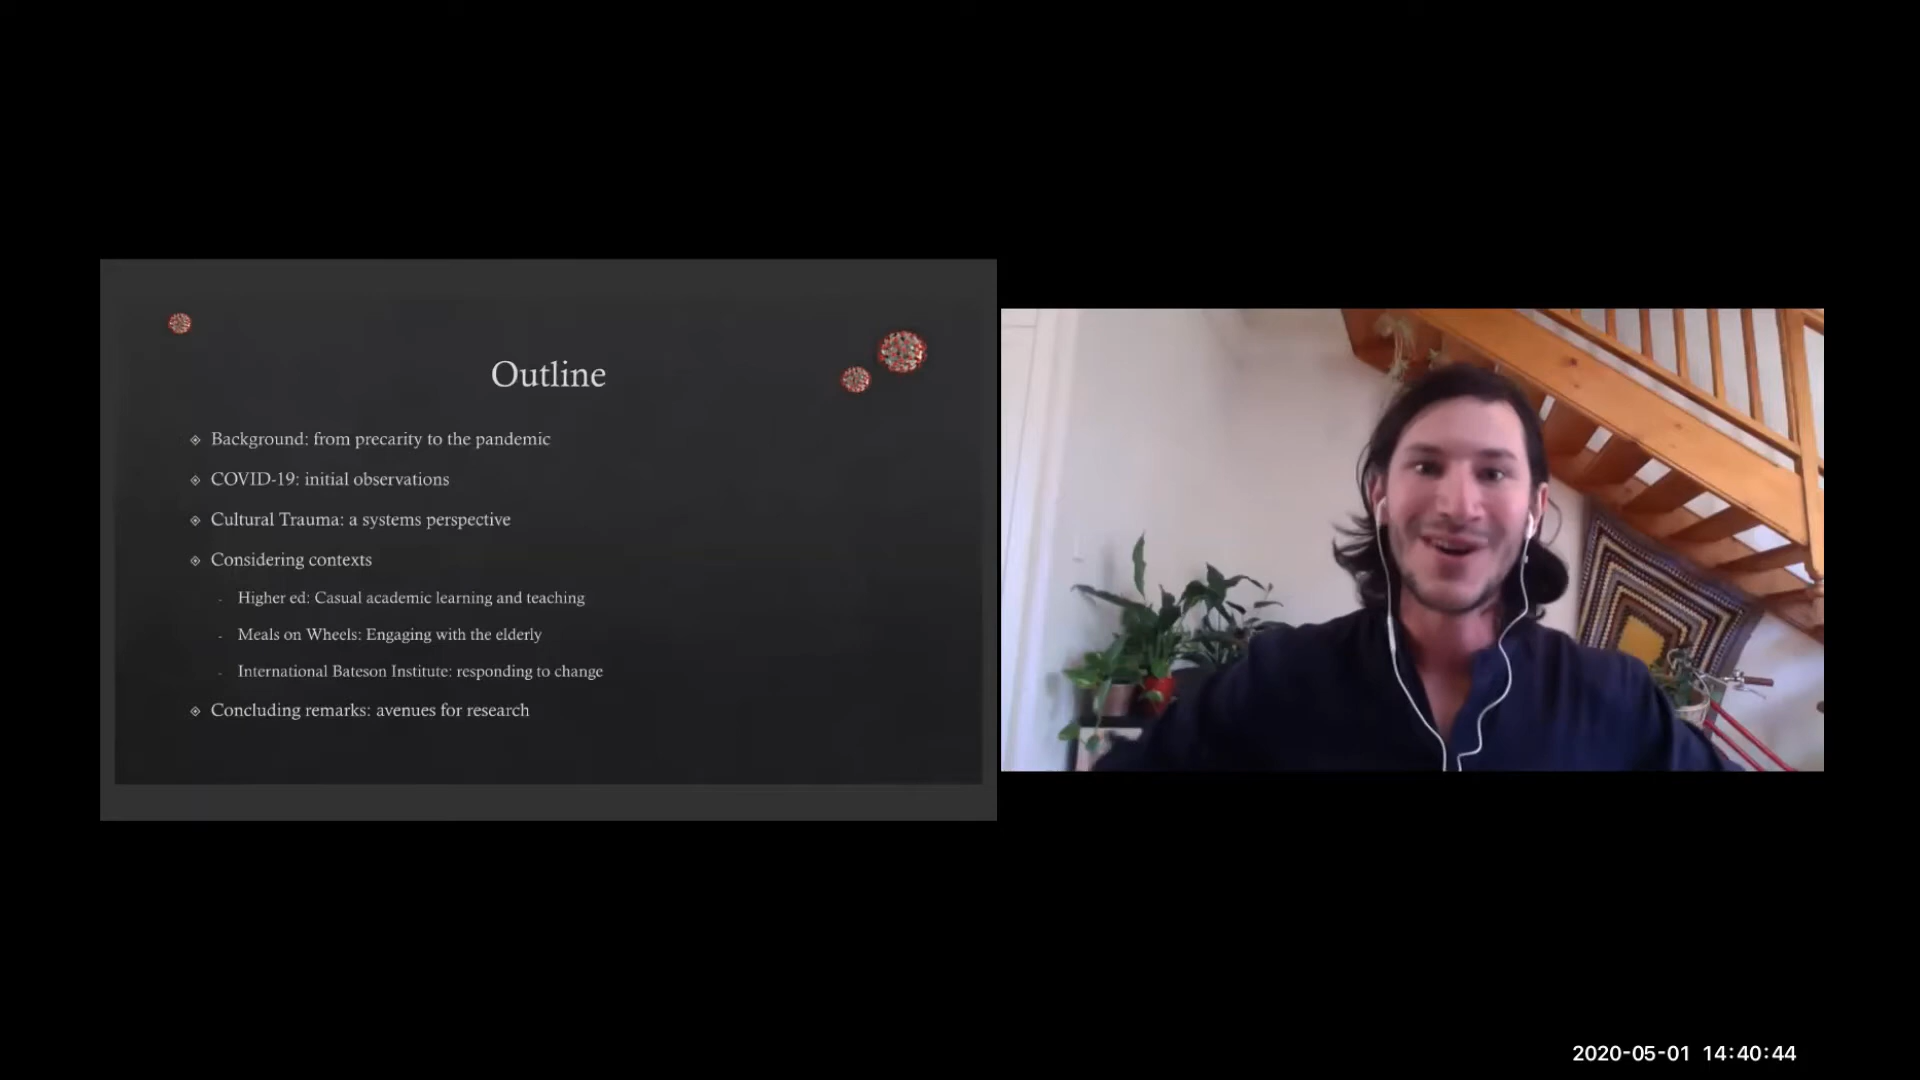 Outline
Background: from precarity to the pandemic
COVID-19: initial observations
Cultural Trauma: a systems perspective
Considering contexts
- Higher ed: Casual academic learning and teaching
- Meals on Wheels: Engaging with the elderly
- International Bateson Institute: responding to change
Concluding remarks: avenues for research
2020-05-01 14:40:44